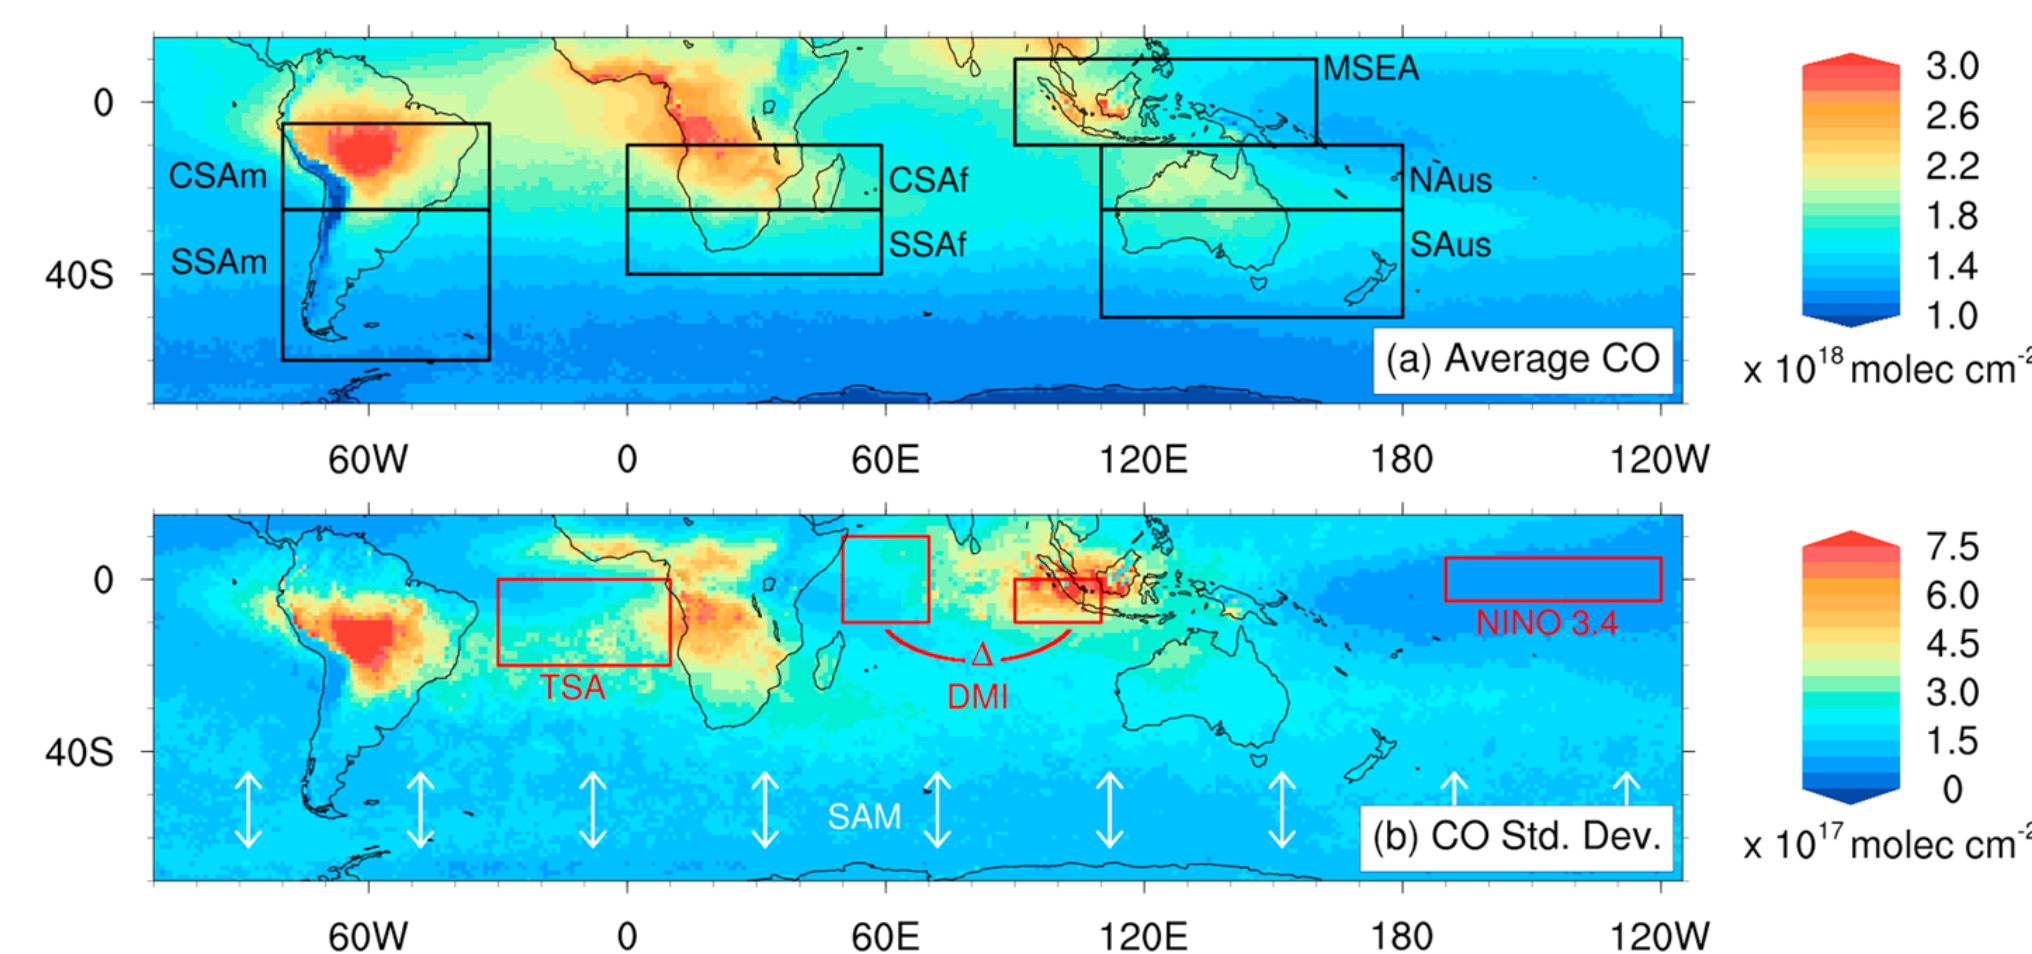 0
40S
CSAm
SSAm
CSAf
SSAf
MSEA
NAus
SAus
(a) Average CO
60W 0 60E 120E 180 120W
3.0
2.6
2.2
1.8
1.4
1.0
x 10¹⁸ molec cm⁻²
0
40S
TSA
Δ
DMI
NINO 3.4
SAM
(b) CO Std. Dev.
60W 0 60E 120E 180 120W
7.5
6.0
4.5
3.0
1.5
0
x 10¹⁷ molec cm⁻²